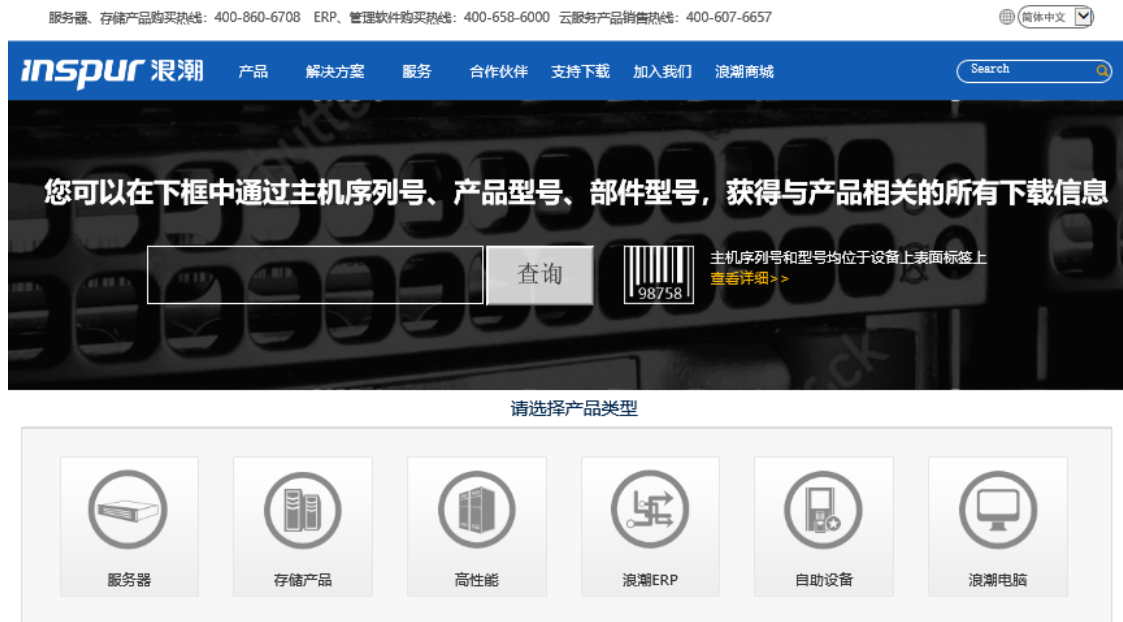 服务器、存储产品购买热线：400-860-6708 ERP、管理软件购买热线：400-658-6000 云服务产品销售热线：400-607-6657 简体中文
inspur 浪潮 产品 解决方案 服务 合作伙伴 支持下载 加入我们 浪潮商城 Search
您可以在下框中通过主机序列号、产品型号、部件型号，获得与产品相关的所有下载信息
查询
98758
主机序列号和型号均位于设备上表面标签上
查看详细>>
请选择产品类型
服务器 存储产品 高性能 浪潮ERP 自助设备 浪潮电脑